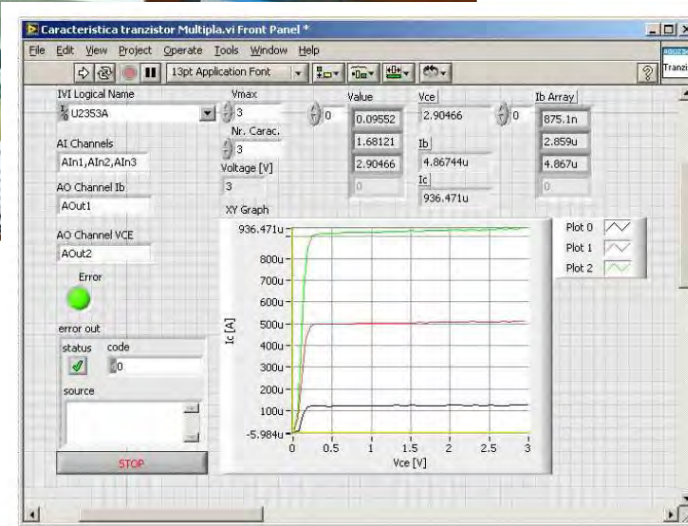 Caracteristica tranzistor Multipla.vi Front Panel *
File Edit View Project Operate Tools Window Help
13pt Application Font
IVI Logical Name
U2353A
AI Channels
AIn1,AIn2,AIn3
AO Channel Ib
AOut1
AO Channel VCE
AOut2
Error
error out
status code
0
source
STOP
Vmax
3
Nr. Carac.
3
Voltage [V]
3
Value
0
0.09552
1.68121
2.90466
0
Vce
2.90466
Ib
4.86744u
Ic
936.471u
Ib Array
0
875.1n
2.859u
4.867u
0
XY Graph
Plot 0
Plot 1
Plot 2
Ic [A]
936.471u
800u
700u
600u
500u
400u
300u
200u
100u
-5.984u
0 0.5 1 1.5 2 2.5 3
Vce [V]